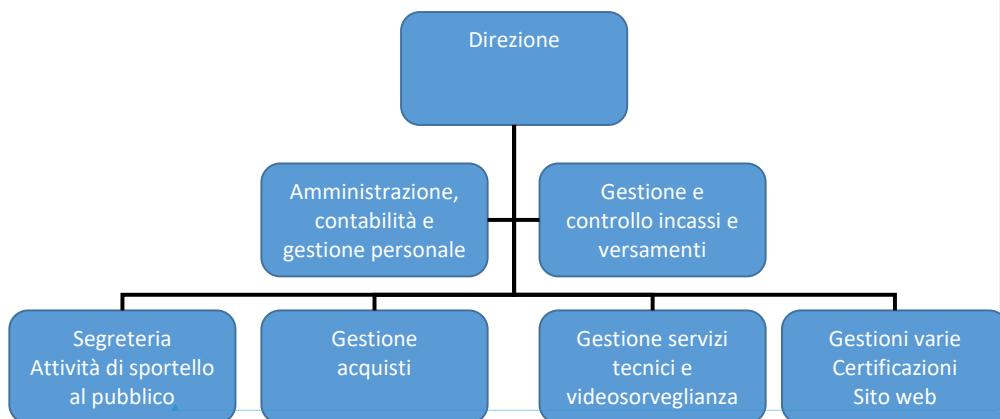 Direzione
Amministrazione,
contabilità e
gestione personale
Gestione e
controllo incassi e
versamenti
Segreteria
Attività di sportello
al pubblico
Gestione
acquisti
Gestione servizi
tecnici e
videosorveglianza
Gestioni varie
Certificazioni
Sito web